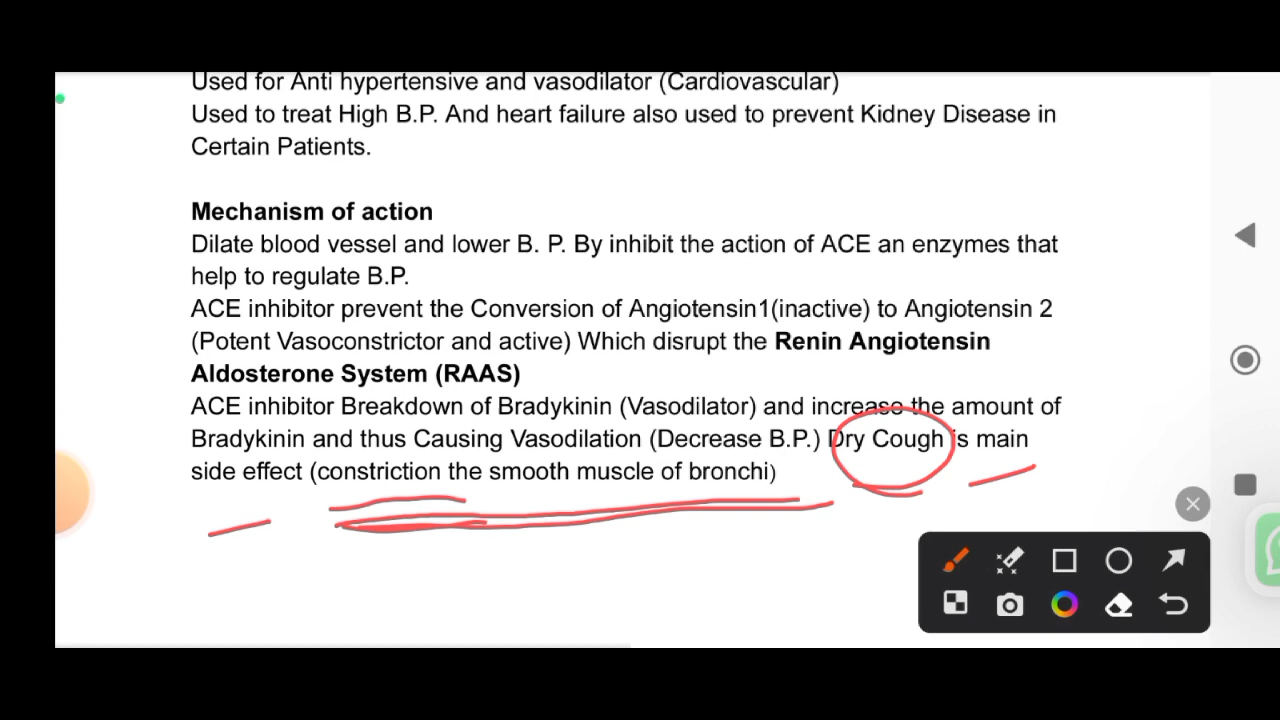 Used for Anti hypertensive and vasodilator (Cardiovascular)
Used to treat High B.P. And heart failure also used to prevent Kidney Disease in
Certain Patients.
Mechanism of action
Dilate blood vessel and lower B. P. By inhibit the action of ACE an enzymes that
help to regulate B.P.
ACE inhibitor prevent the Conversion of Angiotensin1(inactive) to Angiotensin 2
(Potent Vasoconstrictor and active) Which disrupt the Renin Angiotensin
Aldosterone System (RAAS)
ACE inhibitor Breakdown of Bradykinin (Vasodilator) and increase the amount of
Bradykinin and thus Causing Vasodilation (Decrease B.P.) Dry Cough is main
side effect (constriction the smooth muscle of bronchi)